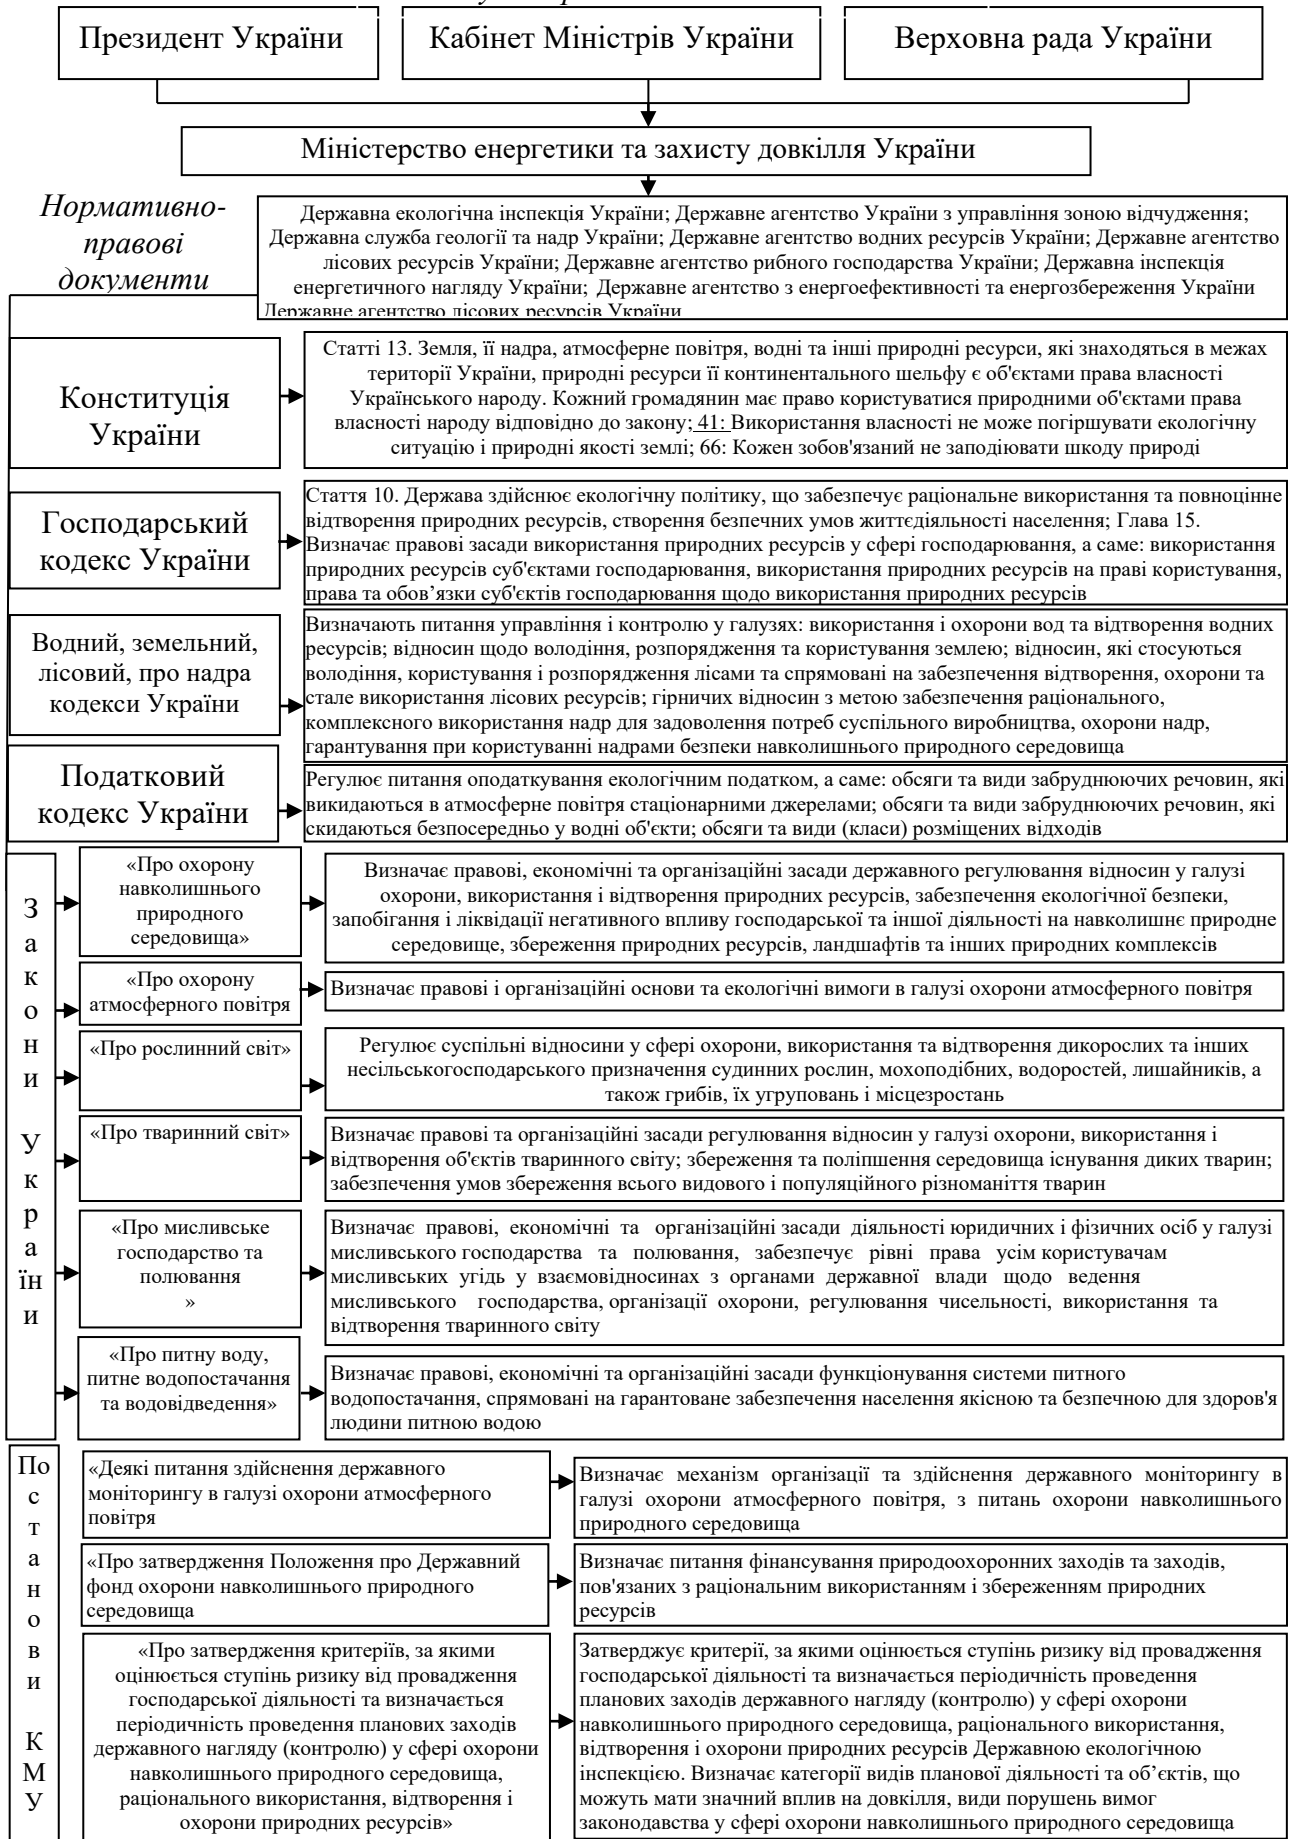 Президент України
Кабінет Міністрів України
Верховна рада України
Міністерство енергетики та захисту довкілля України
Нормативно-
правові
документи
Державна екологічна інспекція України; Державне агентство України з управління зоною відчудження;
Державна служба геології та надр України; Державне агентство водних ресурсів України; Державне агентство
лісових ресурсів України; Державне агентство рибного господарства України; Державна інспекція
енергетичного нагляду України; Державне агентство з енергоефективності та енергозбереження України
Державне агентство лісових ресурсів України
Конституція
України
Статті 13. Земля, її надра, атмосферне повітря, водні та інші природні ресурси, які знаходяться в межах
території України, природні ресурси її континентального шельфу є об'єктами права власності
Українського народу. Кожний громадянин має право користуватися природними об'єктами права
власності народу відповідно до закону; 41: Використання власності не може погіршувати екологічну
ситуацію і природні якості землі; 66: Кожен зобов'язаний не заподіювати шкоду природі
Господарський
кодекс України
Стаття 10. Держава здійснює екологічну політику, що забезпечує раціональне використання та повноцінне
відтворення природних ресурсів, створення безпечних умов життєдіяльності населення; Глава 15.
Визначає правові засади використання природних ресурсів у сфері господарювання, а саме: використання
природних ресурсів суб'єктами господарювання, використання природних ресурсів на праві користування,
права та обов’язки суб'єктів господарювання щодо використання природних ресурсів
Водний, земельний,
лісовий, про надра
кодекси України
Визначають питання управління і контролю у галузях: використання і охорони вод та відтворення водних
ресурсів; відносин щодо володіння, розпорядження та користування землею; відносин, які стосуються
володіння, користування і розпорядження лісами та спрямовані на забезпечення відтворення, охорони та
стале використання лісових ресурсів; гірничих відносин з метою забезпечення раціонального,
комплексного використання надр для задоволення потреб суспільного виробництва, охорони надр,
гарантування при користуванні надрами безпеки навколишнього природного середовища
Податковий
кодекс України
Регулює питання оподаткування екологічним податком, а саме: обсяги та види забруднюючих речовин, які
викидаються в атмосферне повітря стаціонарними джерелами; обсяги та види забруднюючих речовин, які
скидаються безпосередньо у водні об'єкти; обсяги та види (класи) розміщених відходів
З
а
к
о
н
и
У
к
р
а
їн
и
«Про охорону
навколишнього
природного
середовища»
Визначає правові, економічні та організаційні засади державного регулювання відносин у галузі
охорони, використання і відтворення природних ресурсів, забезпечення екологічної безпеки,
запобігання і ліквідації негативного впливу господарської та іншої діяльності на навколишнє природне
середовище, збереження природних ресурсів, ландшафтів та інших природних комплексів
«Про охорону
атмосферного повітря
Визначає правові і організаційні основи та екологічні вимоги в галузі охорони атмосферного повітря
«Про рослинний світ»
Регулює суспільні відносини у сфері охорони, використання та відтворення дикорослих та інших
несільськогосподарського призначення судинних рослин, мохоподібних, водоростей, лишайників, а
також грибів, їх угруповань і місцезростань
«Про тваринний світ»
Визначає правові та організаційні засади регулювання відносин у галузі охорони, використання і
відтворення об'єктів тваринного світу; збереження та поліпшення середовища існування диких тварин;
забезпечення умов збереження всього видового і популяційного різноманіття тварин
«Про мисливське
господарство та
полювання
»
Визначає правові, економічні та організаційні засади діяльності юридичних і фізичних осіб у галузі
мисливського господарства та полювання, забезпечує рівні права усім користувачам
мисливських угідь у взаємовідносинах з органами державної влади щодо ведення
мисливського господарства, організації охорони, регулювання чисельності, використання та
відтворення тваринного світу
«Про питну воду,
питне водопостачання
та водовідведення»
Визначає правові, економічні та організаційні засади функціонування системи питного
водопостачання, спрямовані на гарантоване забезпечення населення якісною та безпечною для здоров'я
людини питною водою
По
с
т
а
н
о
в
и
К
М
У
«Деякі питання здійснення державного
моніторингу в галузі охорони атмосферного
повітря
Визначає механізм організації та здійснення державного моніторингу в
галузі охорони атмосферного повітря, з питань охорони навколишнього
природного середовища
«Про затвердження Положення про Державний
фонд охорони навколишнього природного
середовища
Визначає питання фінансування природоохоронних заходів та заходів,
пов'язаних з раціональним використанням і збереженням природних
ресурсів
«Про затвердження критеріїв, за якими
оцінюється ступінь ризику від провадження
господарської діяльності та визначається
періодичність проведення планових заходів
державного нагляду (контролю) у сфері охорони
навколишнього природного середовища,
раціонального використання, відтворення і
охорони природних ресурсів»
Затверджує критерії, за якими оцінюється ступінь ризику від провадження
господарської діяльності та визначається періодичність проведення
планових заходів державного нагляду (контролю) у сфері охорони
навколишнього природного середовища, раціонального використання,
відтворення і охорони природних ресурсів Державною екологічною
інспекцією. Визначає категорії видів планової діяльності та об’єктів, що
можуть мати значний вплив на довкілля, види порушень вимог
законодавства у сфері охорони навколишнього природного середовища